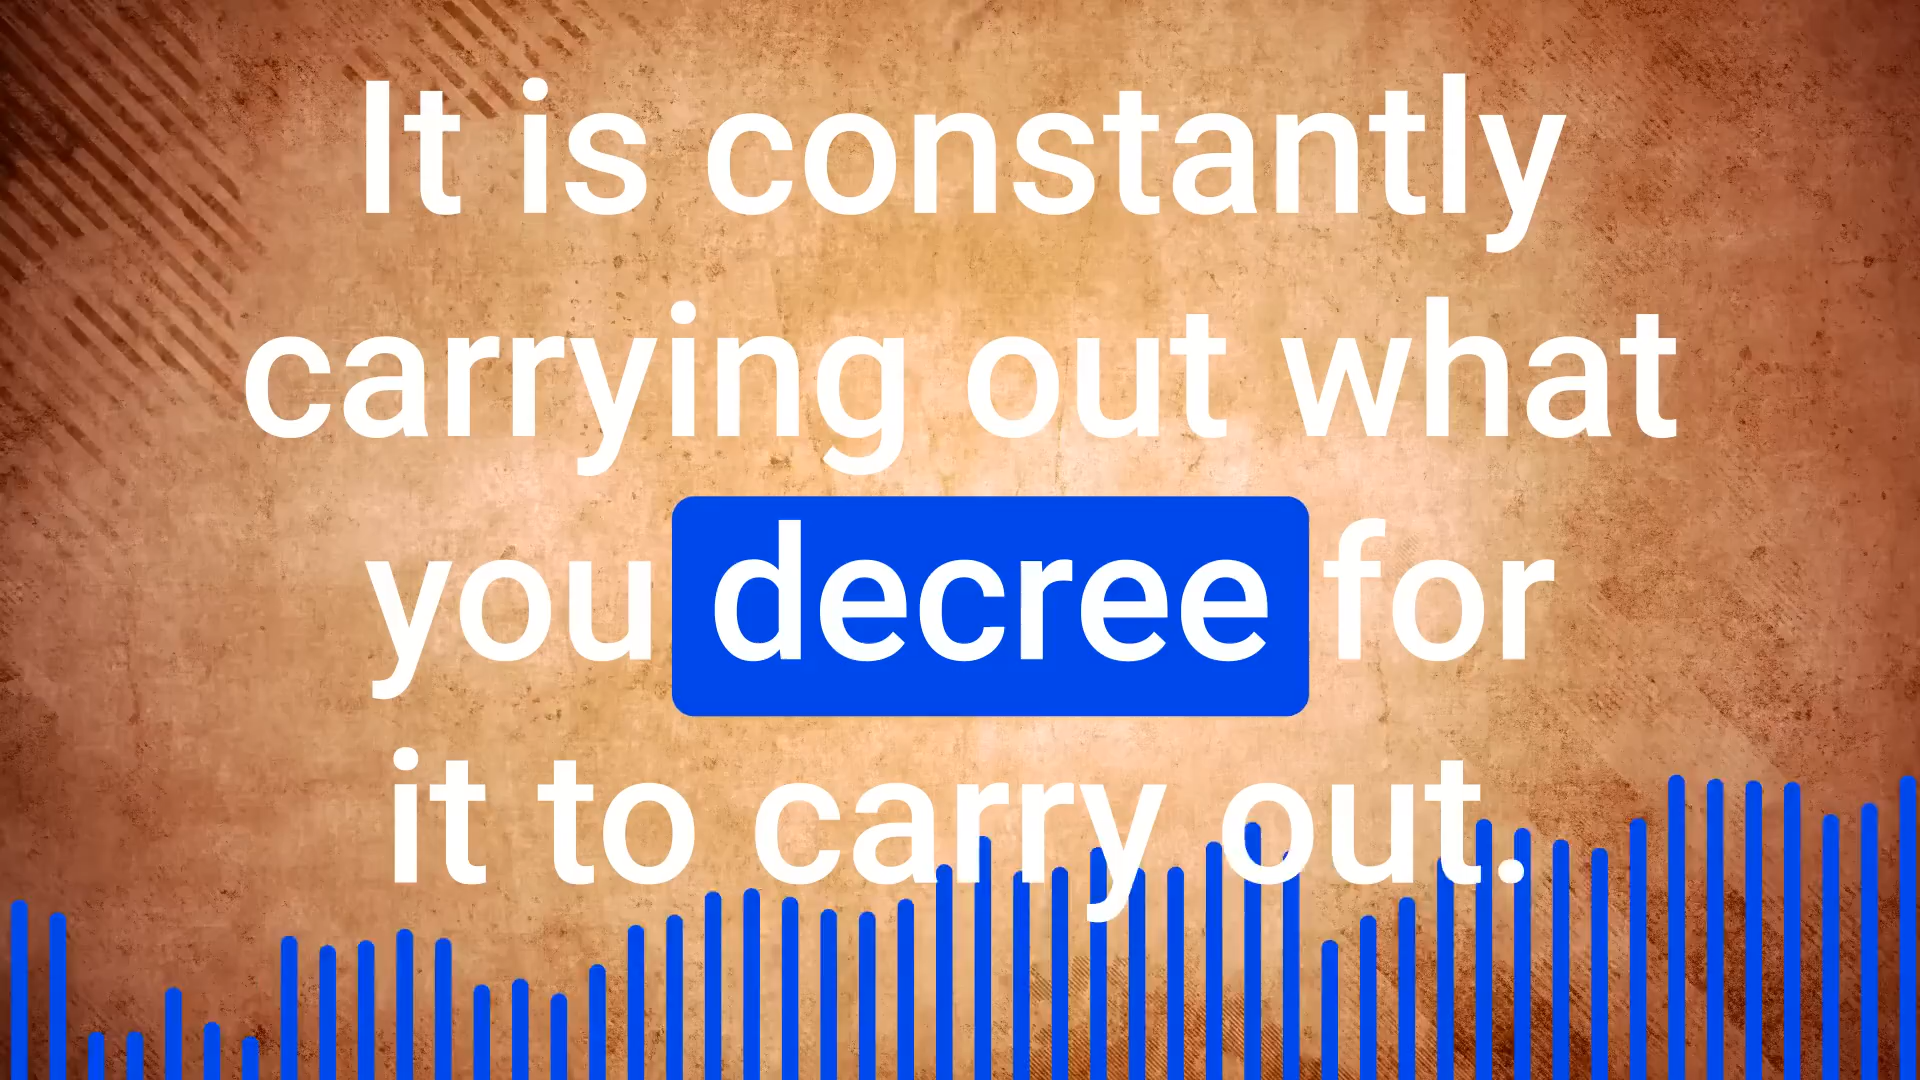 It is constantly
carrying out what
you decree for
it to carry out.